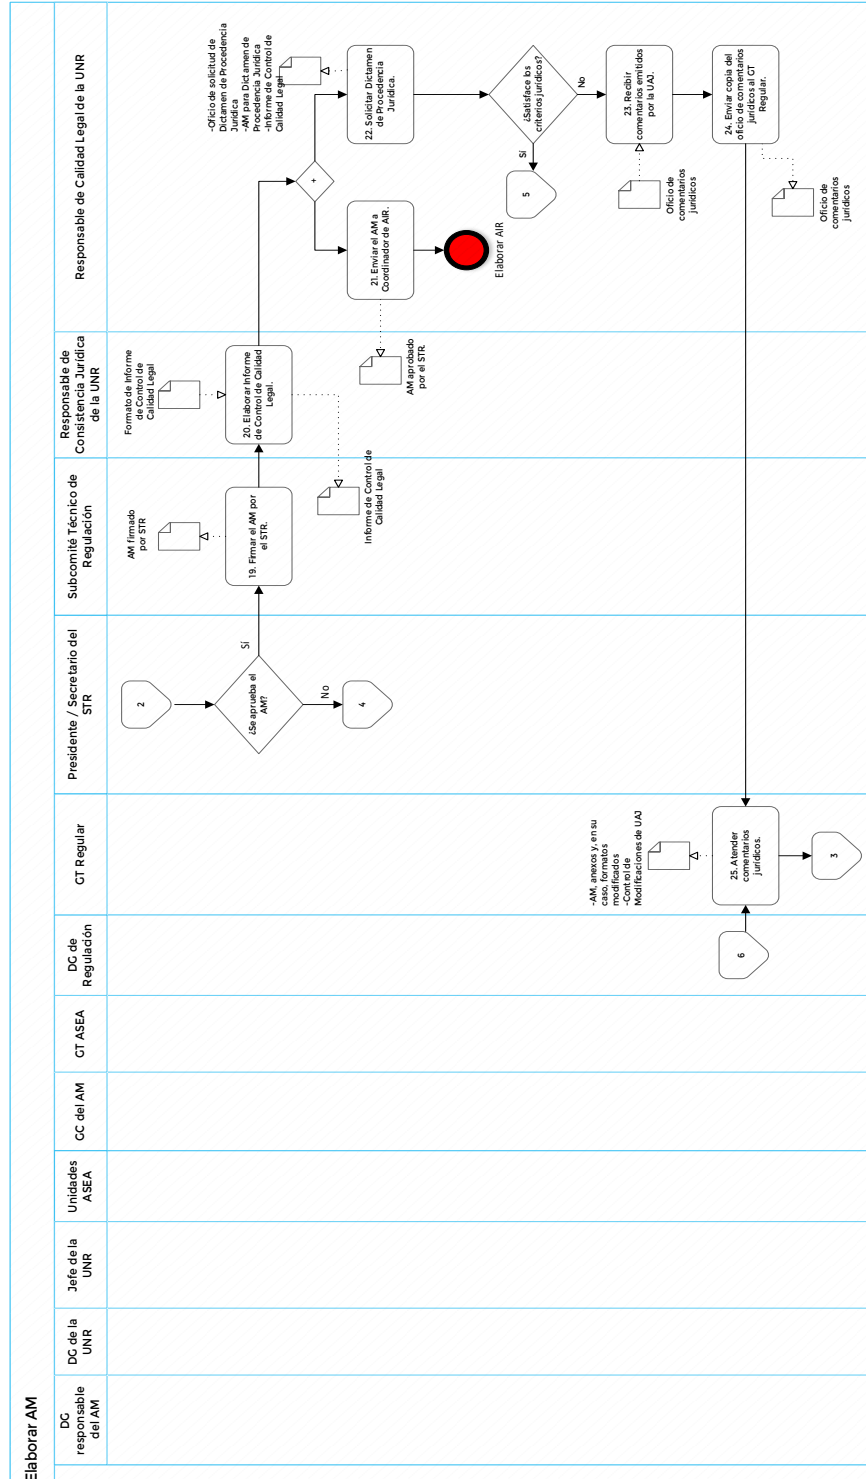 Elaborar AM
Responsable de Calidad Legal de la UNR
Responsable de
Consistencia Jurídica
de la UNR
Subcomité Técnico de
Regulación
Presidente / Secretario del
STR
GT Regular
DG de
Regulación
GT ASEA
GC del AM
Unidades
ASEA
Jefe de la
UNR
DG de la
UNR
DG
responsable
del AM
2
¿Se aprueba el
AM?
Sí
No
4
AM firmado
por STR
19. Firmar el AM por
el STR.
Formato de Informe
de Control de
Calidad Legal
20. Elaborar Informe
de Control de Calidad
Legal.
Informe de Control de
Calidad Legal
+
-Oficio de solicitud de
Dictamen de Procedencia
Jurídica
-AM para Dictamen de
Procedencia Jurídica
-Informe de Control de
Calidad Legal
22. Solicitar Dictamen
de Procedencia
Jurídica.
21. Enviar el AM a
Coordinador de AIR.
AM aprobado
por el STR.
Elaborar AIR
¿Satisface los
criterios jurídicos?
Sí
No
5
23. Recibir
comentarios emitidos
por la UAJ.
Oficio de
comentarios
jurídicos
24. Enviar copia del
oficio de comentarios
jurídicos al GT
Regular.
Oficio de
comentarios
jurídicos
-AM, anexos y, en su
caso, formatos
modificados
-Control de
Modificaciones de UAJ
25. Atender
comentarios
jurídicos.
6
3